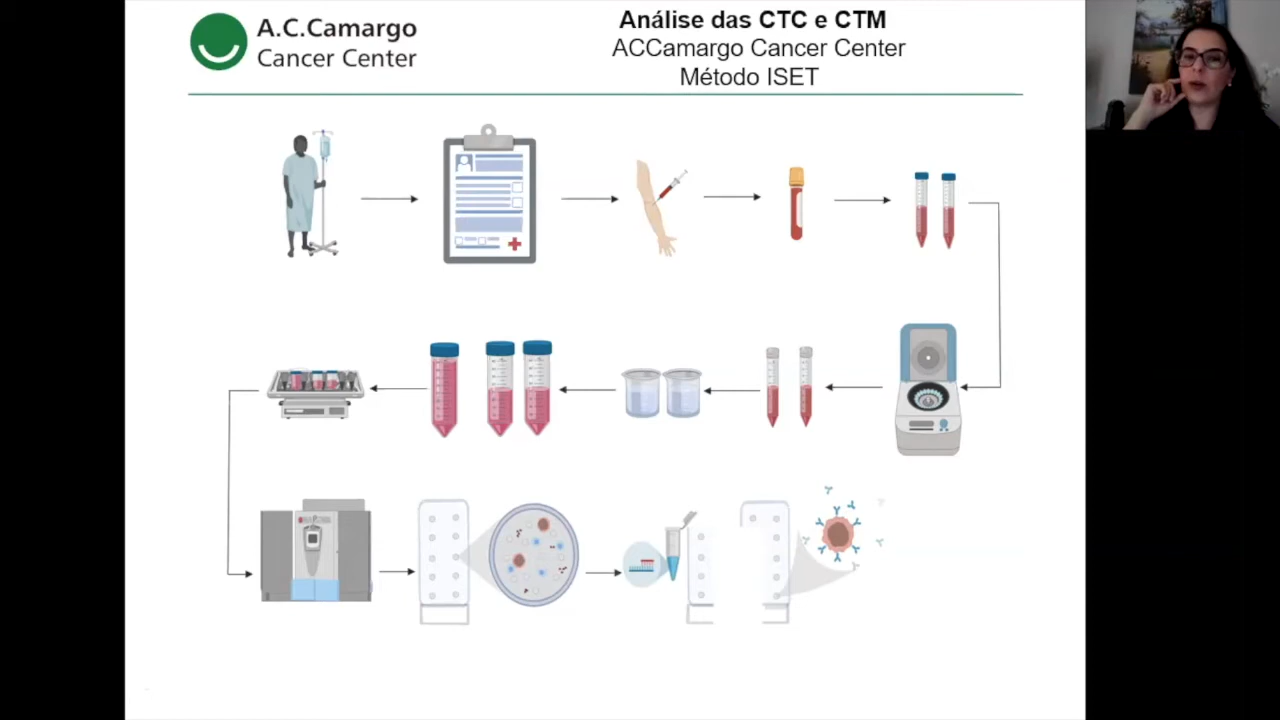 A.C.Camargo
Cancer Center
Análise das CTC e CTM
ACCamargo Cancer Center
Método ISET